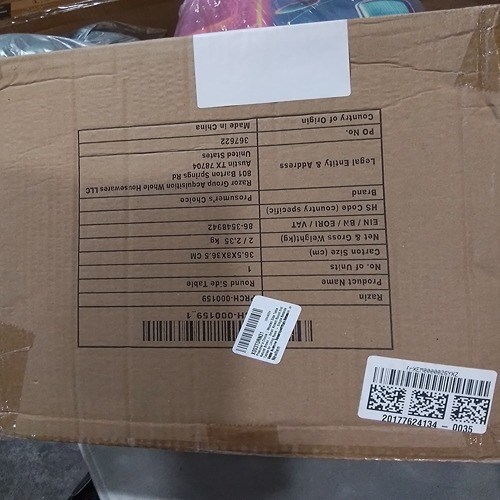 RCH-000159_1
Razin RCH-000159
Product Name Round Side Table
No. of Units 1
Carton Size (cm) 36.5X8X36.5 CM
Net & Gross Weight(kg) 2 / 2.35 kg
EIN / BW / EORI / VAT 86-3548942
HS Code (country specific)
Brand Prosumer's Choice
Legal Entity & Address
Razor Group Acquisition Whole Housewares LLC
801 Barton Springs Rd
Austin TX 78704
United States
PO No. 367622
Country of Origin Made in China
20177624134 - 0035